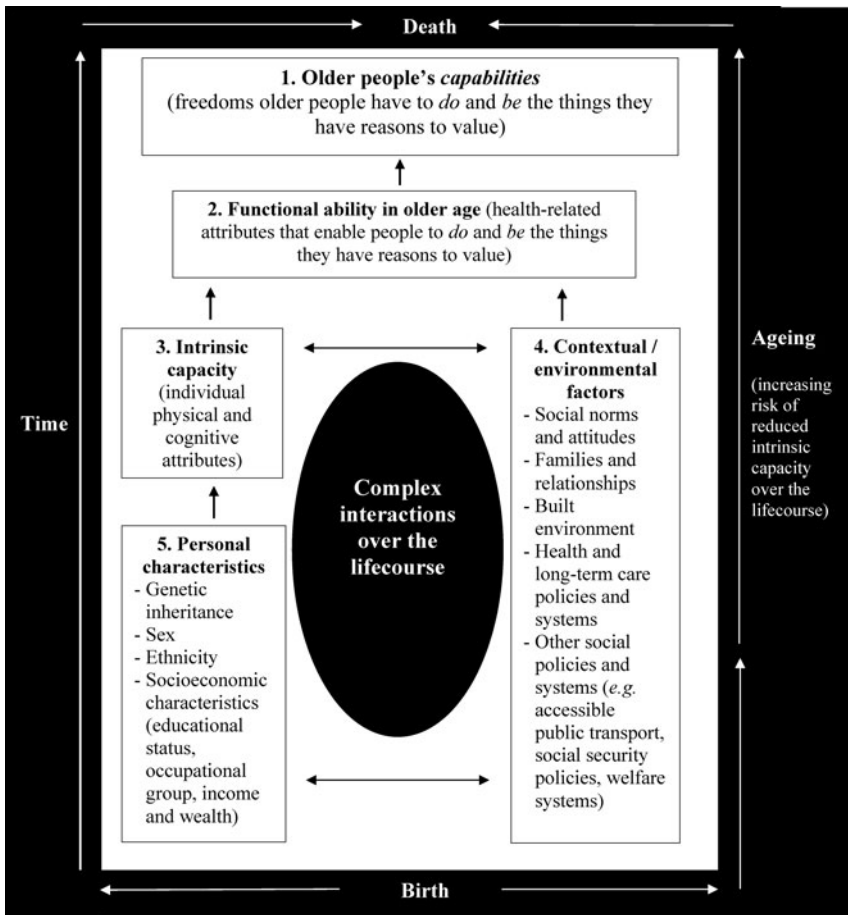 Death
1. Older people's capabilities
(freedoms older people have to do and be the things they
have reasons to value)
2. Functional ability in older age (health-related
attributes that enable people to do and be the things
they have reasons to value)
3. Intrinsic
capacity
(individual
physical and
cognitive
attributes)
4. Contextual /
environmental
factors
- Social norms
and attitudes
- Families and
relationships
- Built
environment
- Health and
long-term care
policies and
systems
- Other social
policies and
systems (e.g.
accessible
public transport,
social security
policies, welfare
systems)
Ageing
(increasing
risk of
reduced
intrinsic
capacity
over the
lifecourse)
Time
Complex
interactions
over the
lifecourse
5. Personal
characteristics
- Genetic
inheritance
- Sex
- Ethnicity
- Socioeconomic
characteristics
(educational
status,
occupational
group, income
and wealth)
Birth